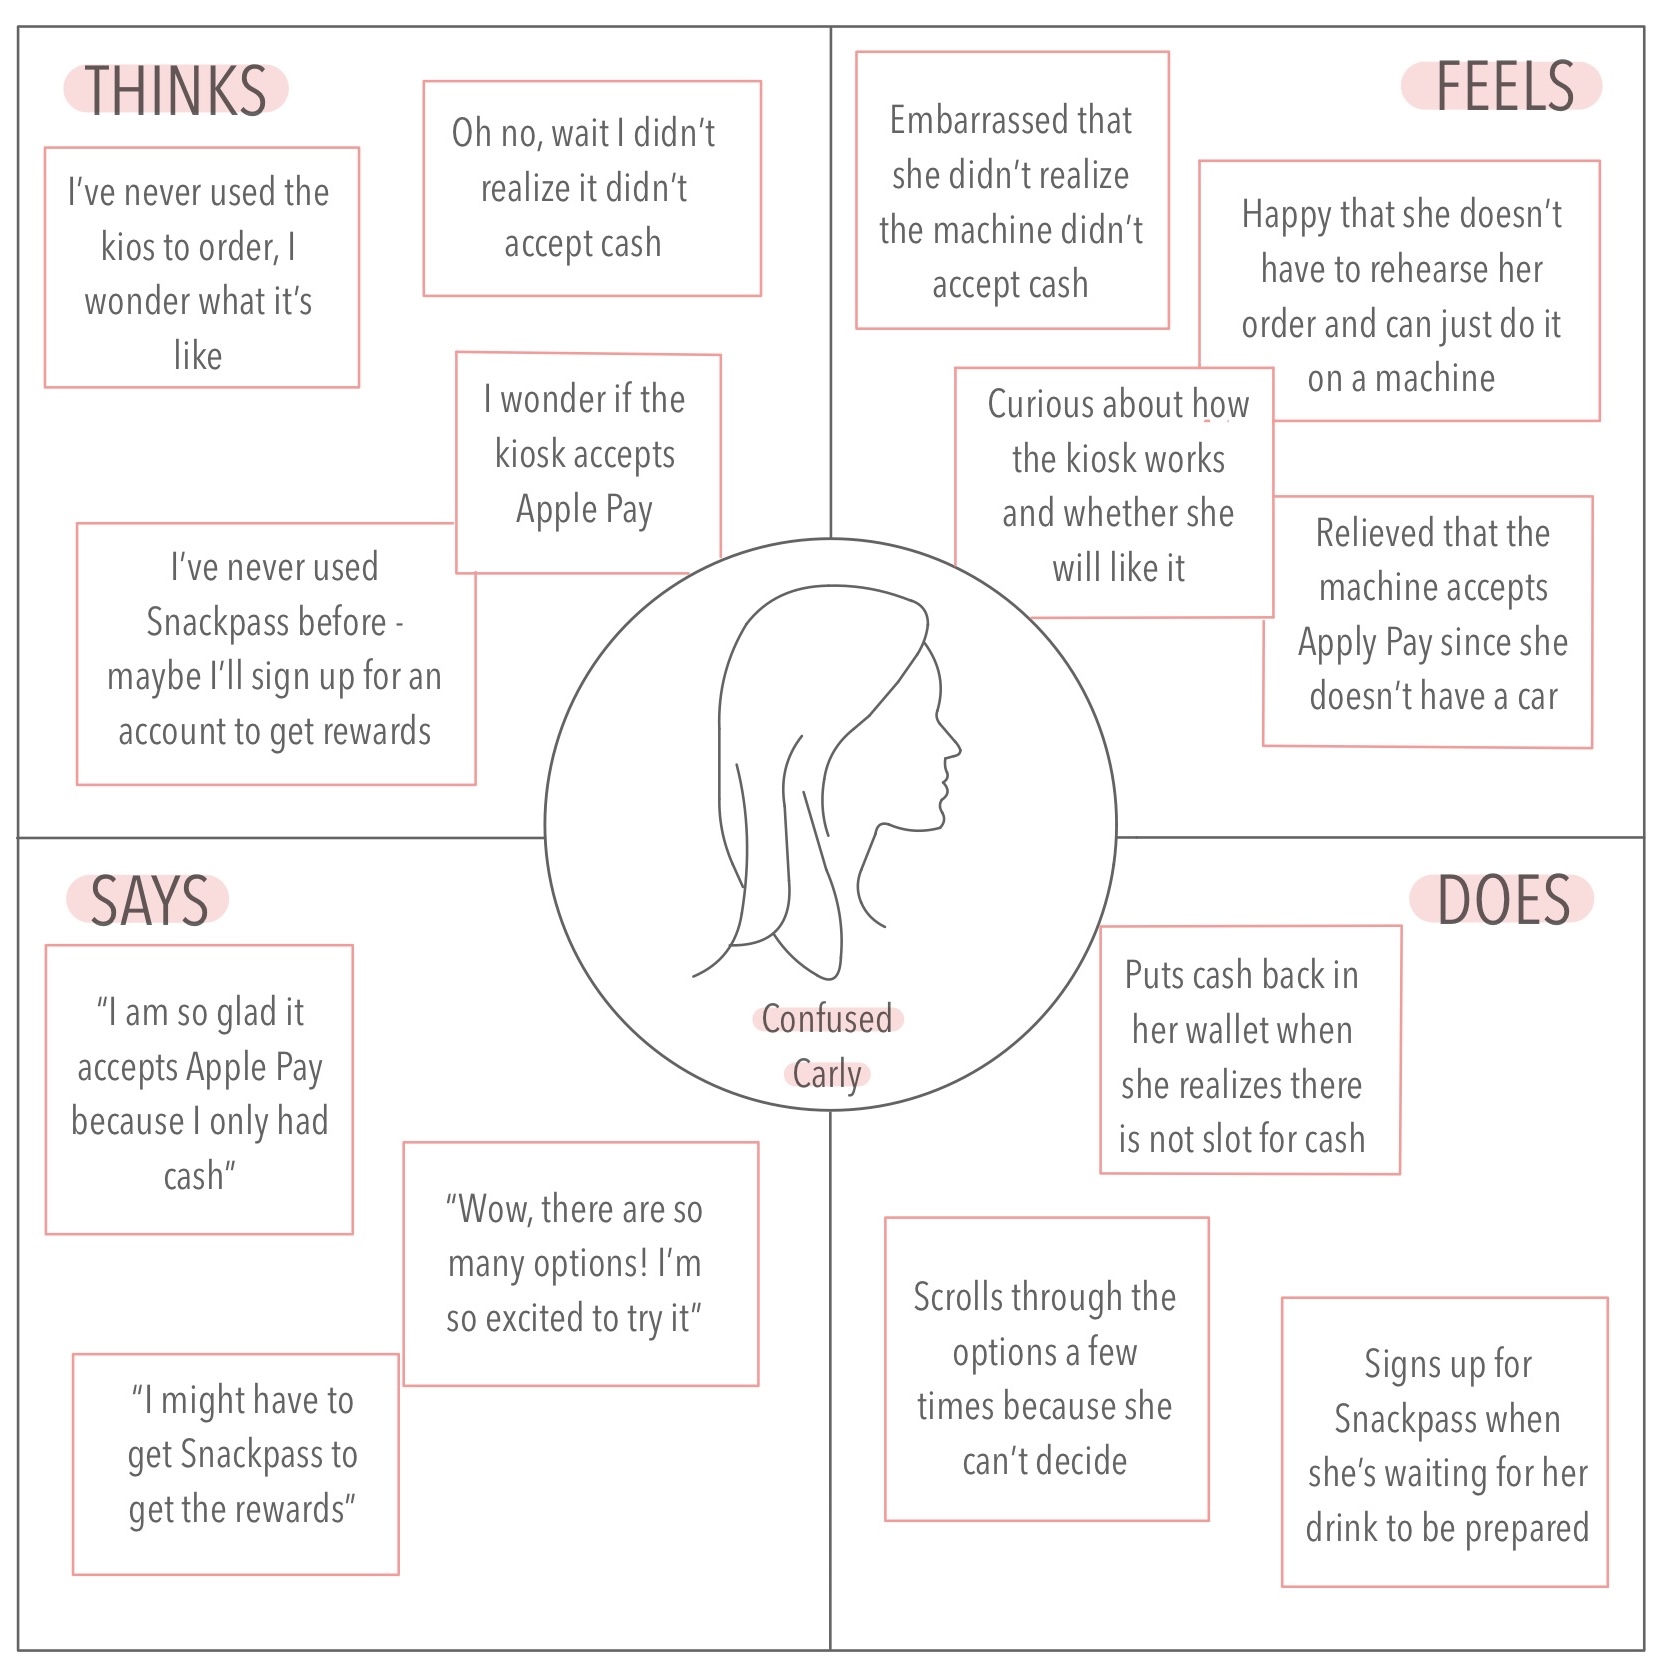 THINKS
I've never used the
kios to order, I
wonder what it's
like
Oh no, wait I didn't
realize it didn't
accept cash
I wonder if the
kiosk accepts
Apple Pay
I've never used
Snackpass before -
maybe I'll sign up for an
account to get rewards
FEELS
Embarrassed that
she didn't realize
the machine didn't
accept cash
Happy that she doesn't
have to rehearse her
order and can just do it
on a machine
Curious about how
the kiosk works
and whether she
will like it
Relieved that the
machine accepts
Apply Pay since she
doesn't have a car
Confused
Carly
SAYS
“I am so glad it
accepts Apple Pay
because I only had
cash”
“Wow, there are so
many options! I'm
so excited to try it”
“I might have to
get Snackpass to
get the rewards”
DOES
Puts cash back in
her wallet when
she realizes there
is not slot for cash
Scrolls through the
options a few
times because she
can't decide
Signs up for
Snackpass when
she's waiting for her
drink to be prepared